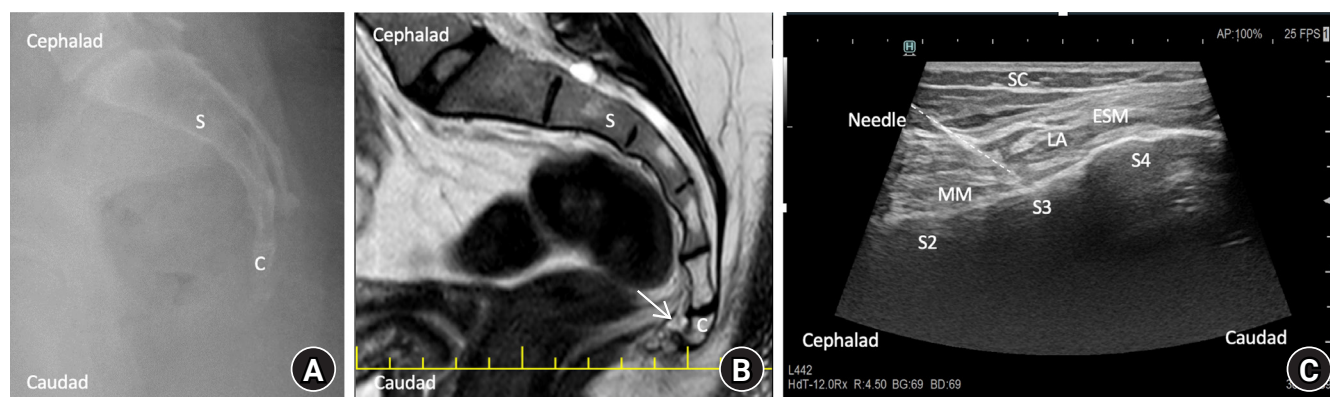 Cephalad
S
C
Caudad
A
Cephalad
S
C
Caudad
B
H
AP:100% 25 FPS 1
SC
Needle
ESM
LA
S4
MM
S3
S2
Cephalad
Caudad
L442
HdT-12.0Rx R:4.50 BG:69 BD:69
C